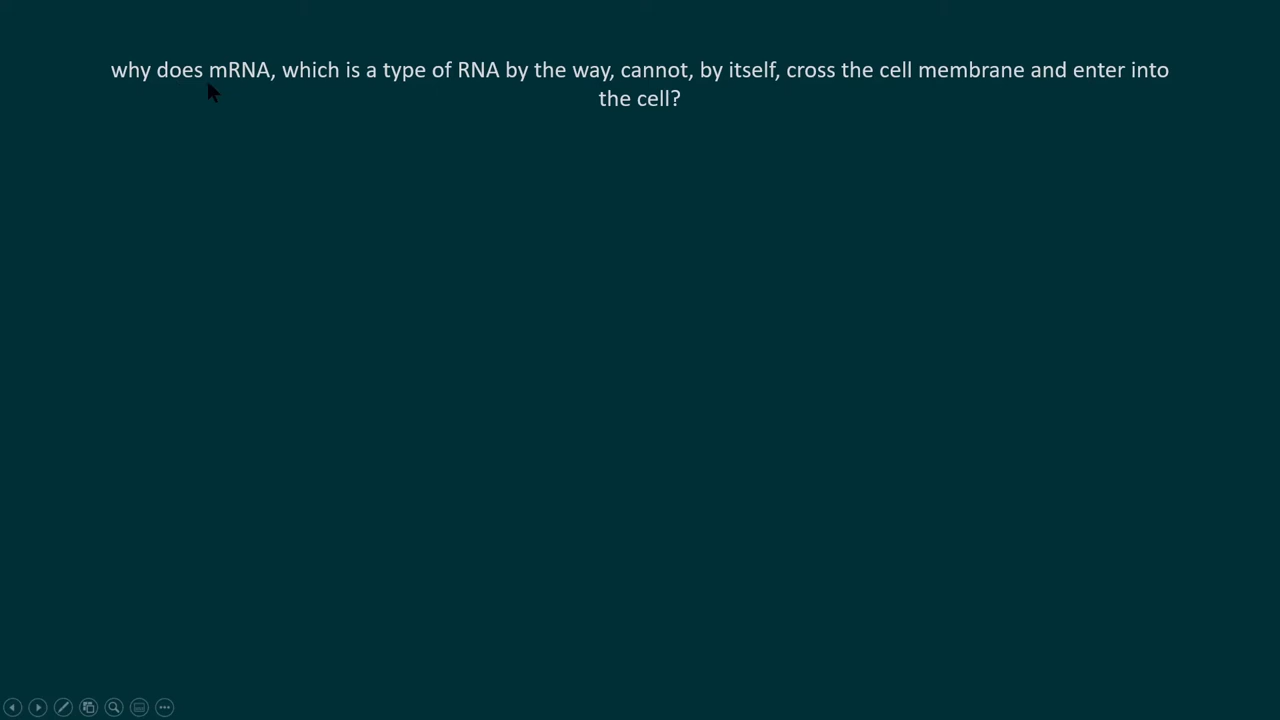 why does mRNA, which is a type of RNA by the way, cannot, by itself, cross the cell membrane and enter into
the cell?